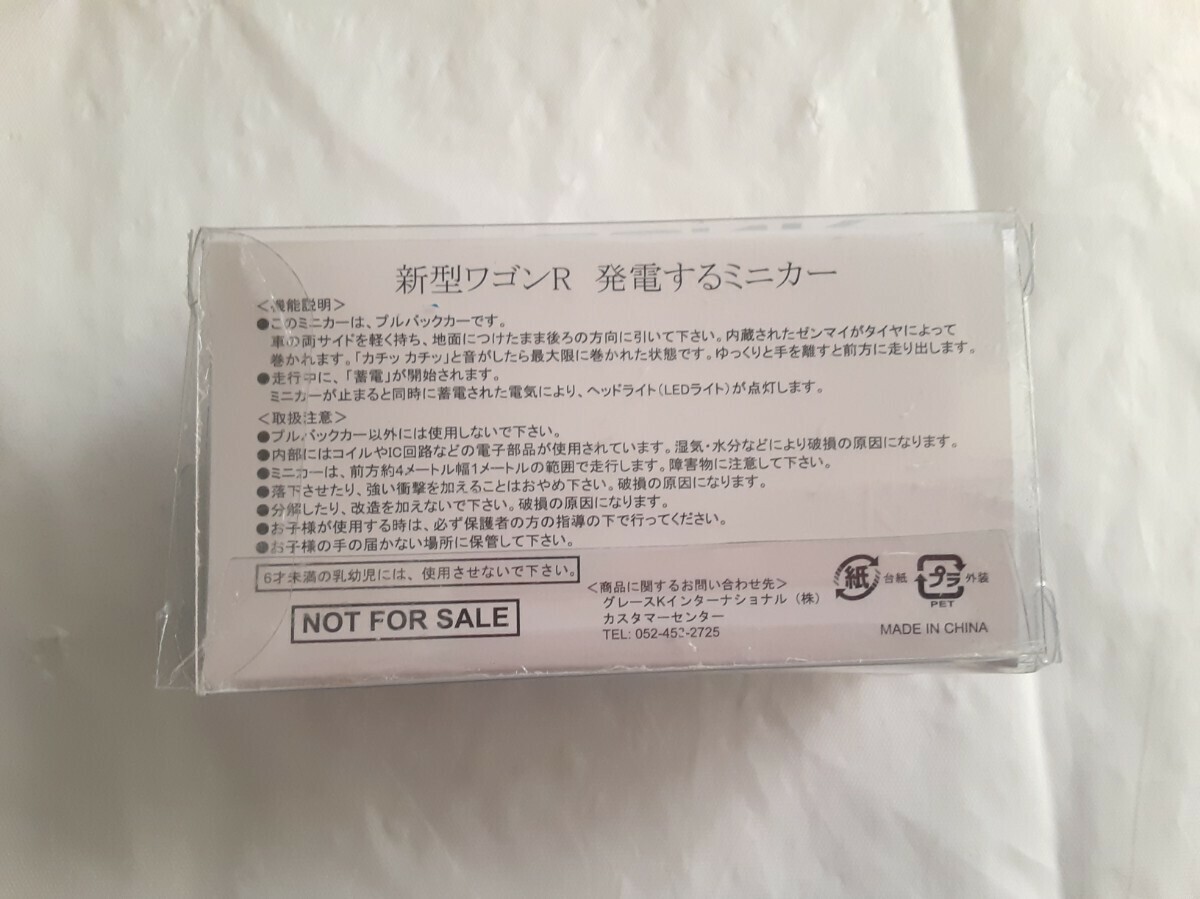 新型ワゴンR 発電するミニカー
＜機能説明＞
●このミニカーは、プルバックカーです。
車の両サイドを軽く持ち、地面につけたまま後ろの方向に引いて下さい。内蔵されたゼンマイがタイヤによって
巻かれます。「カチッ カチッ」と音がしたら最大限に巻かれた状態です。ゆっくりと手を離すと前方に走り出します。
●走行中に、「蓄電」が開始されます。
ミニカーが止まると同時に蓄電された電気により、ヘッドライト（LEDライト）が点灯します。
＜取扱注意＞
●プルバックカー以外には使用しないで下さい。
●内部にはコイルやIC回路などの電子部品が使用されています。湿気・水分などにより破損の原因になります。
●ミニカーは、前方約4メートル幅1メートルの範囲で走行します。障害物に注意して下さい。
●落下させたり、強い衝撃を加えることはおやめ下さい。破損の原因になります。
●分解したり、改造を加えないで下さい。破損の原因になります。
●お子様が使用する時は、必ず保護者の方の指導の下で行ってください。
●お子様の手の届かない場所に保管して下さい。
6才未満の乳幼児には、使用させないで下さい。
NOT FOR SALE
＜商品に関するお問い合わせ先＞
グレースKインターナショナル（株）
カスタマーセンター
TEL: 052-453-2725
紙 台紙
プラ 外装
PET
MADE IN CHINA